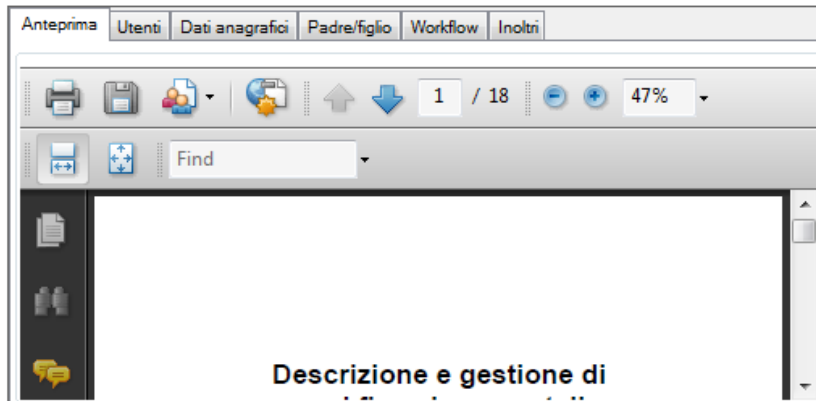 Anteprima Utenti Dati anagrafici Padre/figlio Workflow Inoltri
1 / 18 47%
Find
Descrizione e gestione di